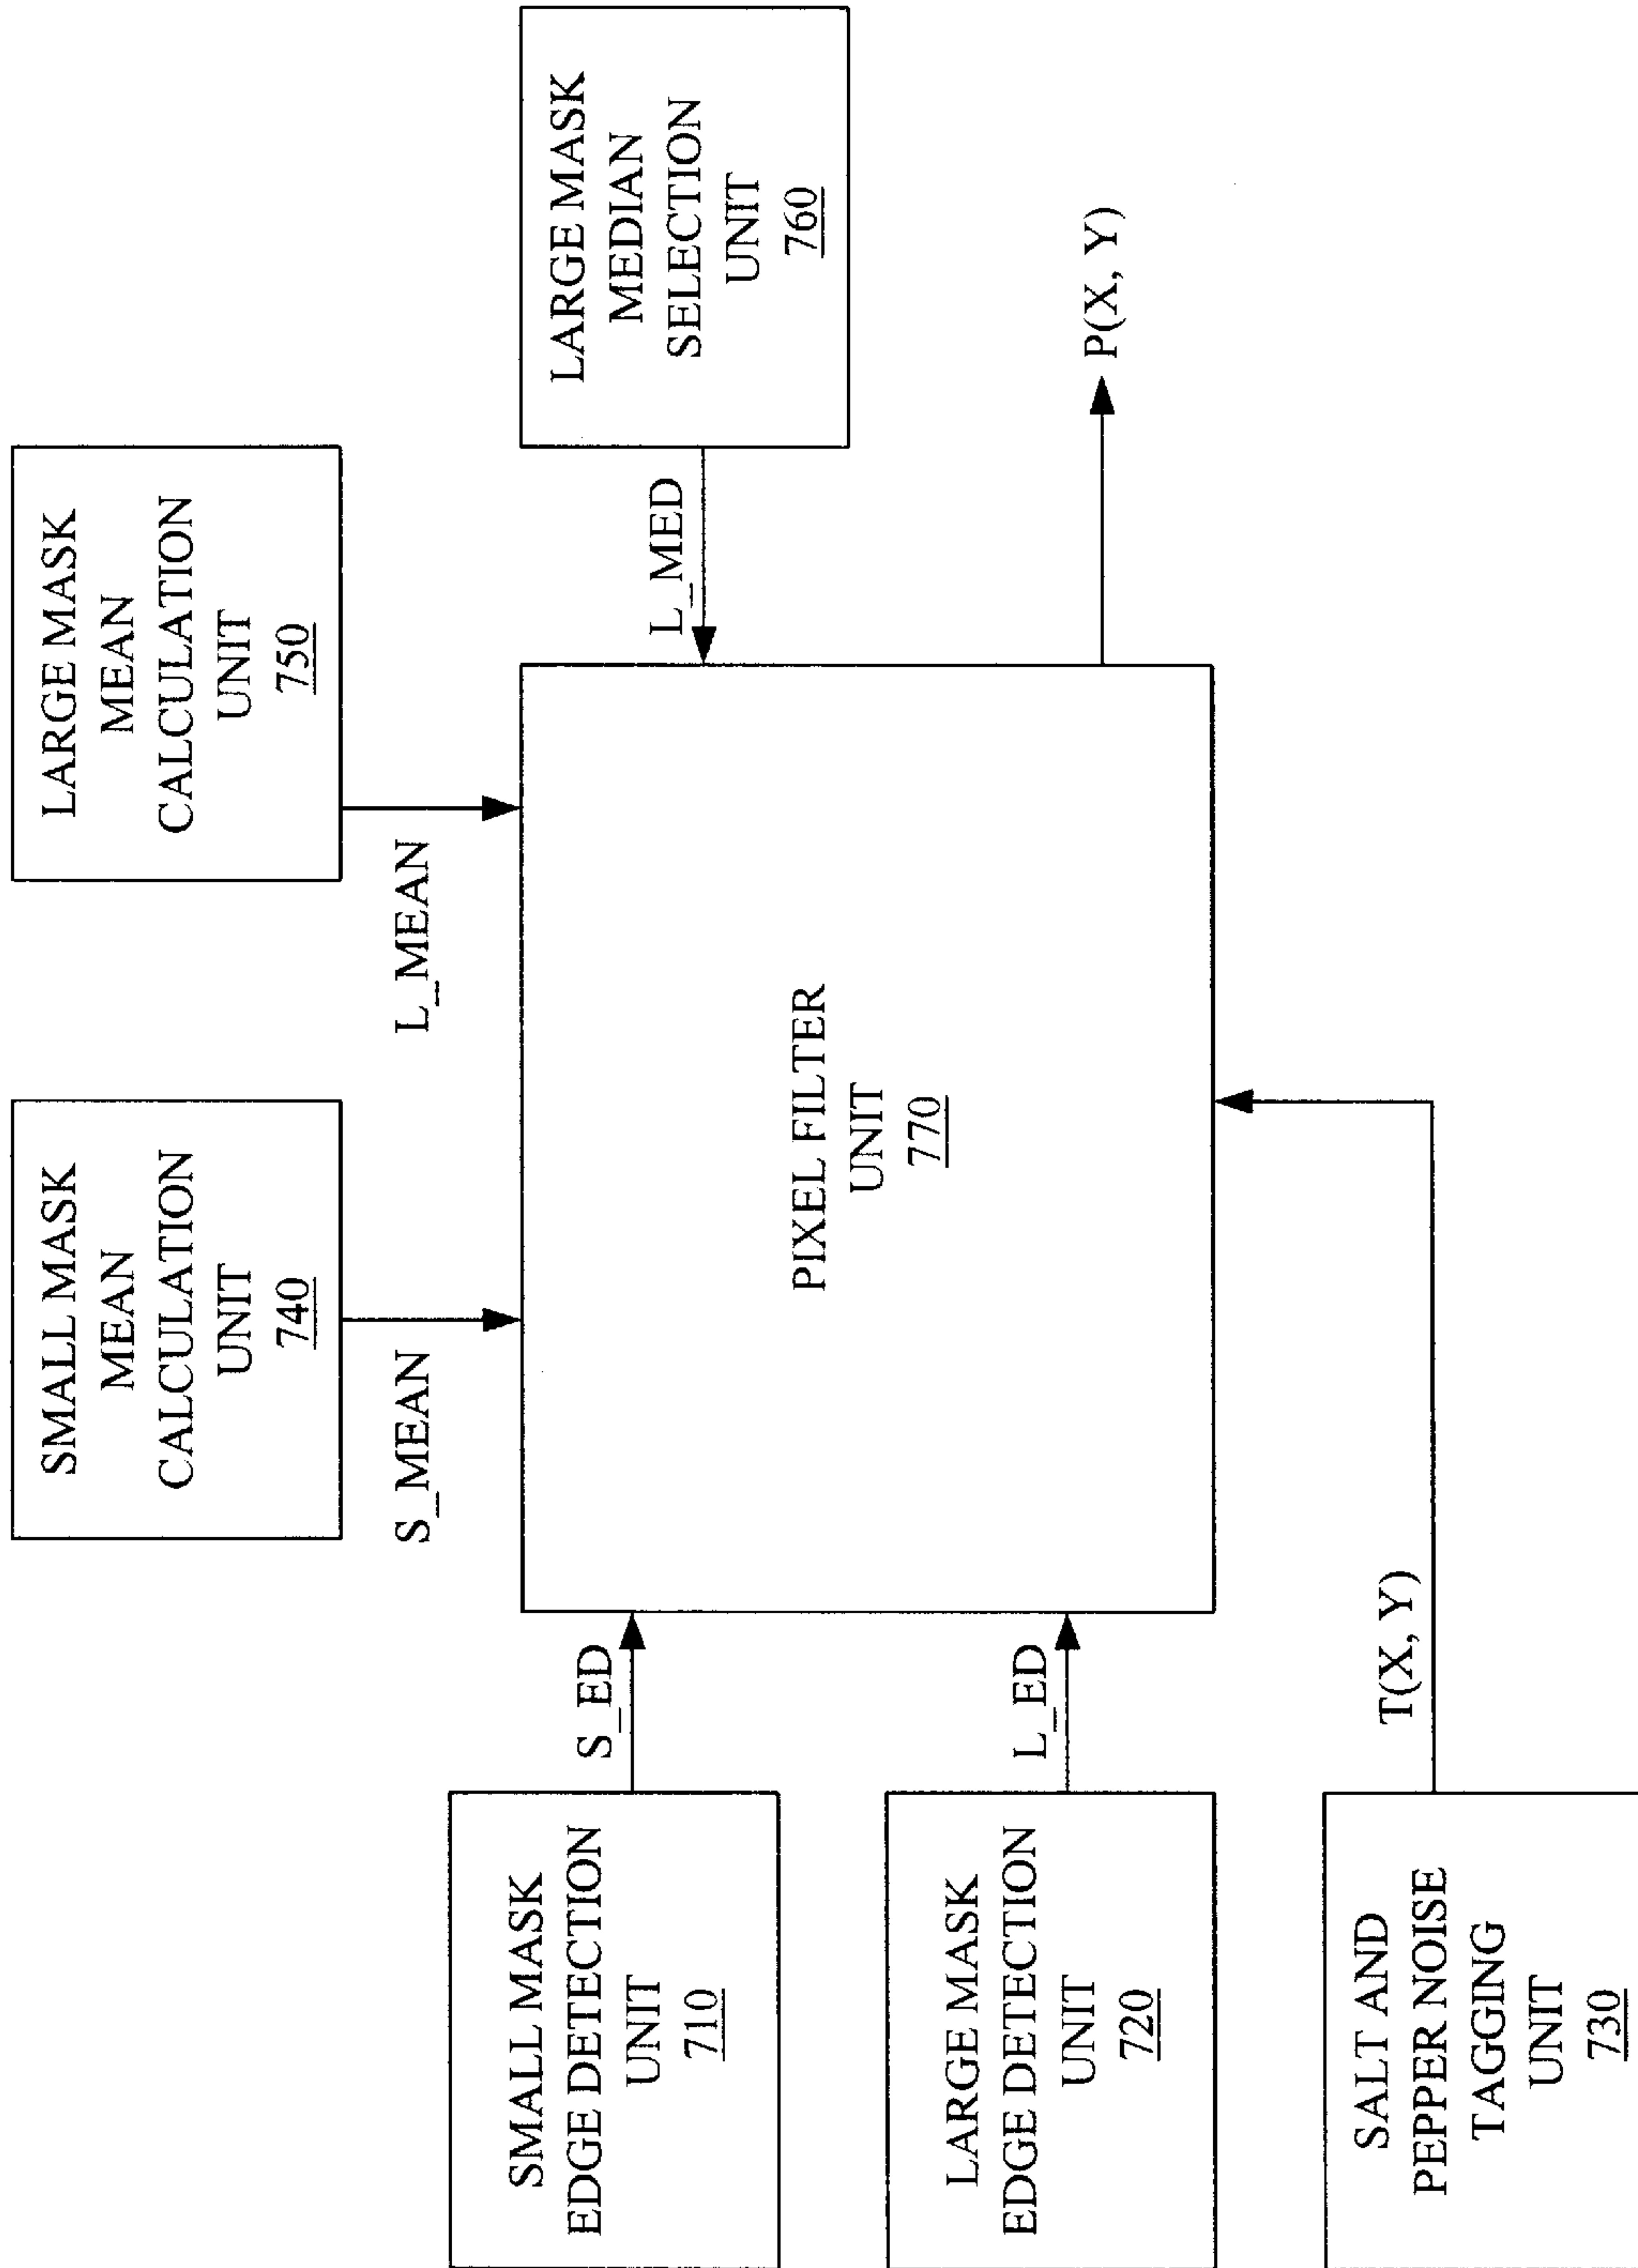 SMALL MASK
MEAN
CALCULATION
UNIT
740
LARGE MASK
MEAN
CALCULATION
UNIT
750
S_MEAN
L_MEAN
SMALL MASK
EDGE DETECTION
UNIT
710
S_ED
LARGE MASK
EDGE DETECTION
UNIT
720
L_ED
SALT AND
PEPPER NOISE
TAGGING
UNIT
730
T(X, Y)
PIXEL FILTER
UNIT
770
L_MED
LARGE MASK
MEDIAN
SELECTION
UNIT
760
P(X, Y)